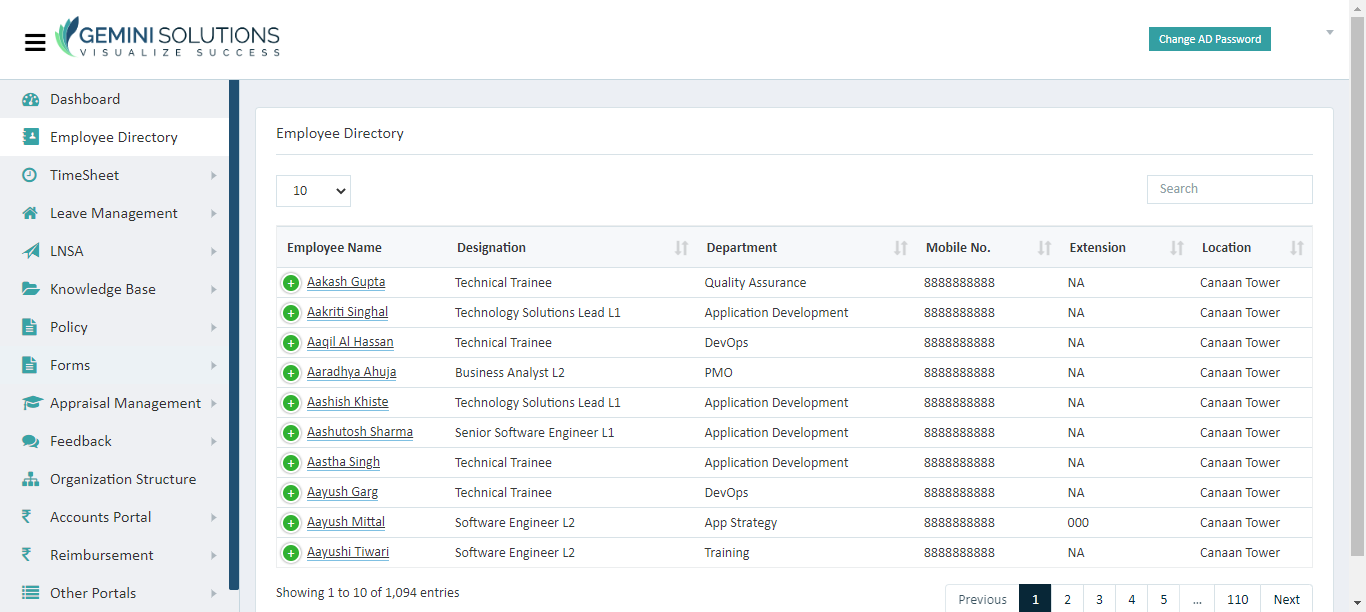 GEMINI SOLUTIONS
VISUALIZE SUCCESS
Change AD Password
Dashboard
Employee Directory
TimeSheet
Leave Management
LNSA
Knowledge Base
Policy
Forms
Appraisal Management
Feedback
Organization Structure
Accounts Portal
Reimbursement
Other Portals
Employee Directory
10
Search
Employee Name Designation Department Mobile No. Extension Location
Aakash Gupta Technical Trainee Quality Assurance 8888888888 NA Canaan Tower
Aakriti Singhal Technology Solutions Lead L1 Application Development 8888888888 NA Canaan Tower
Aaqil Al Hassan Technical Trainee DevOps 8888888888 NA Canaan Tower
Aaradhya Ahuja Business Analyst L2 PMO 8888888888 NA Canaan Tower
Aashish Khiste Technology Solutions Lead L1 Application Development 8888888888 NA Canaan Tower
Aashutosh Sharma Senior Software Engineer L1 Application Development 8888888888 NA Canaan Tower
Aastha Singh Technical Trainee Application Development 8888888888 NA Canaan Tower
Aayush Garg Technical Trainee DevOps 8888888888 NA Canaan Tower
Aayush Mittal Software Engineer L2 App Strategy 8888888888 000 Canaan Tower
Aayushi Tiwari Software Engineer L2 Training 8888888888 NA Canaan Tower
Showing 1 to 10 of 1,094 entries
Previous 1 2 3 4 5 ... 110 Next